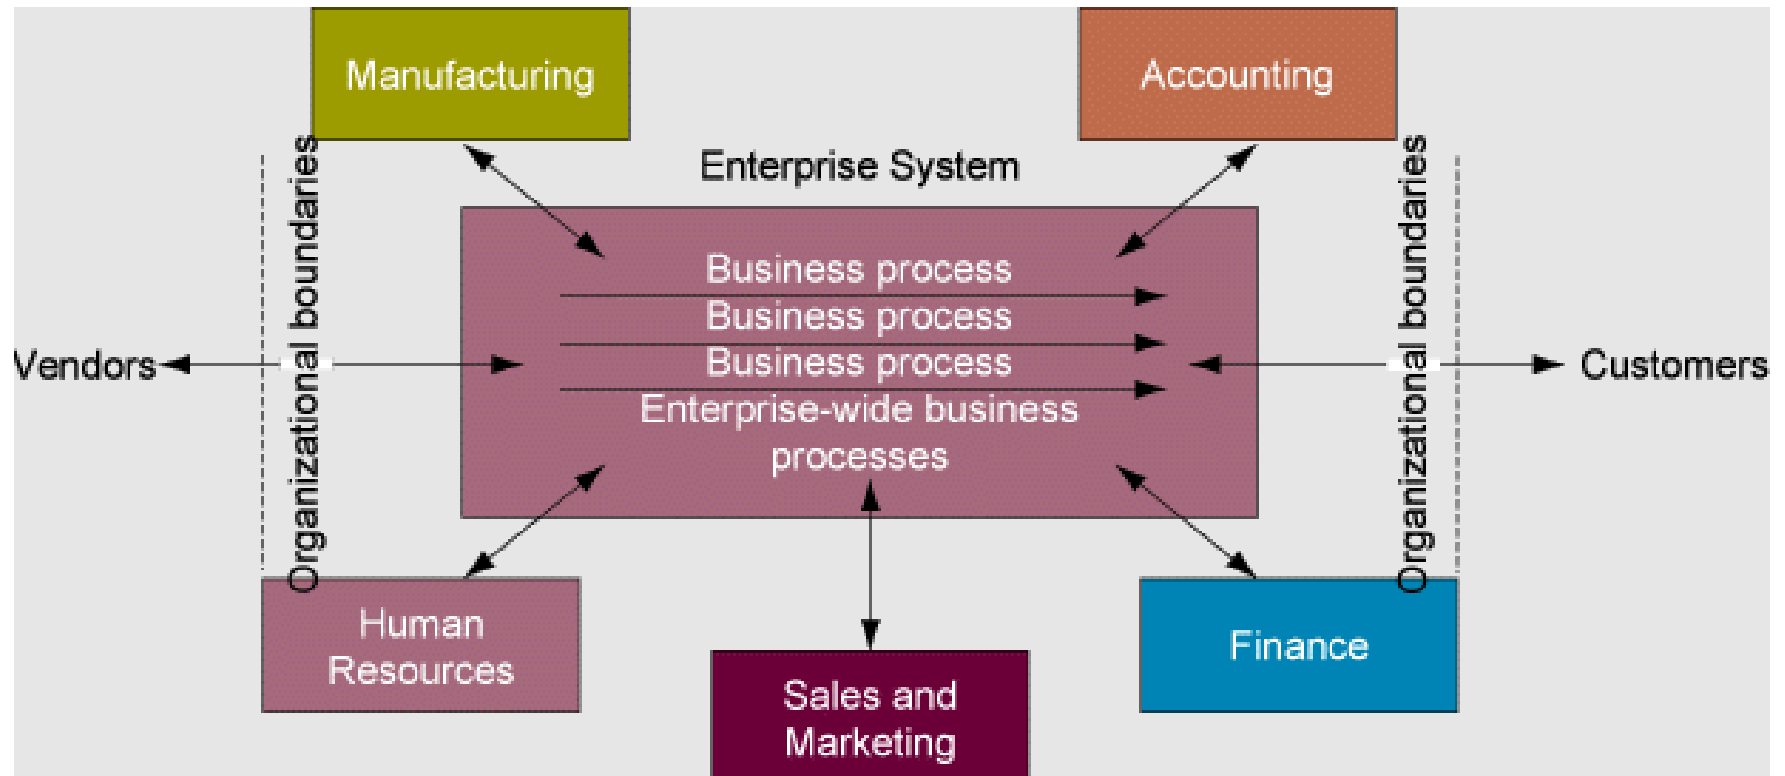 Manufacturing
Accounting
Enterprise System
Organizational boundaries
Organizational boundaries
Business process
Business process
Business process
Vendors
Customers
Enterprise-wide business
processes
Human
Resources
Finance
Sales and
Marketing